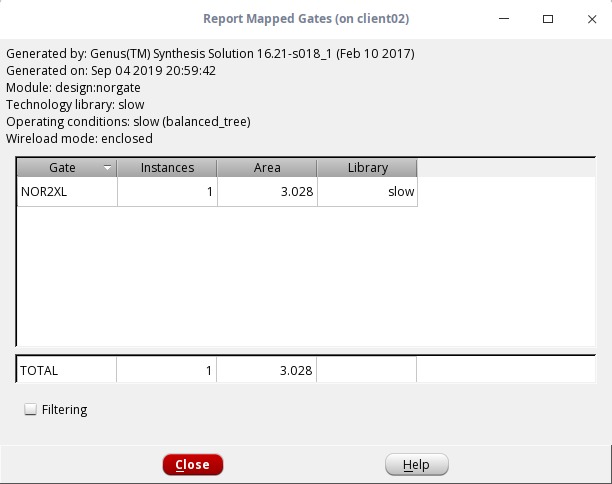 Report Mapped Gates (on client02)
Generated by: Genus(TM) Synthesis Solution 16.21-s018_1 (Feb 10 2017)
Generated on: Sep 04 2019 20:59:42
Module: design:norgate
Technology library: slow
Operating conditions: slow (balanced_tree)
Wireload mode: enclosed
Gate Instances Area Library
NOR2XL 1 3.028 slow
TOTAL 1 3.028
Filtering
Close Help